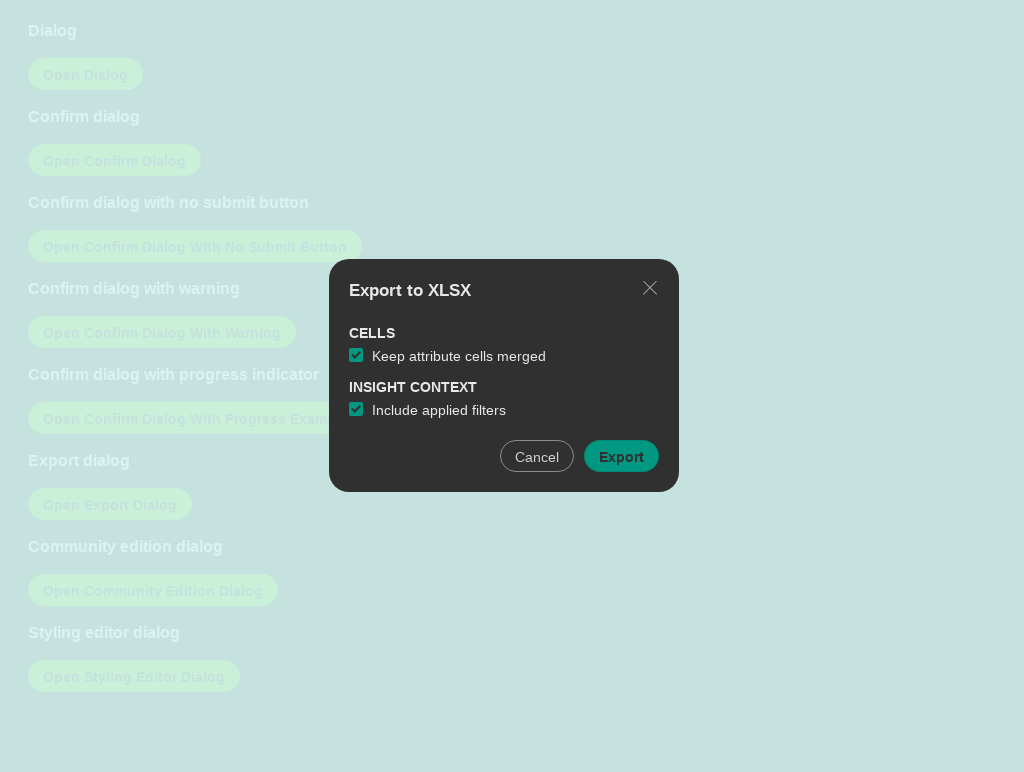 Dialog
Open Dialog
Confirm dialog
Open Confirm Dialog
Confirm dialog with no submit button
Open Confirm Dialog With No Submit Button
Confirm dialog with warning
Open Confirm Dialog With Warning
Confirm dialog with progress indicator
Open Confirm Dialog With Progress
Export dialog
Open Export Dialog
Community edition dialog
Open Community Edition Dialog
Styling editor dialog
Open Styling Editor Dialog
Export to XLSX
CELLS
Keep attribute cells merged
INSIGHT CONTEXT
Include applied filters
Cancel
Export